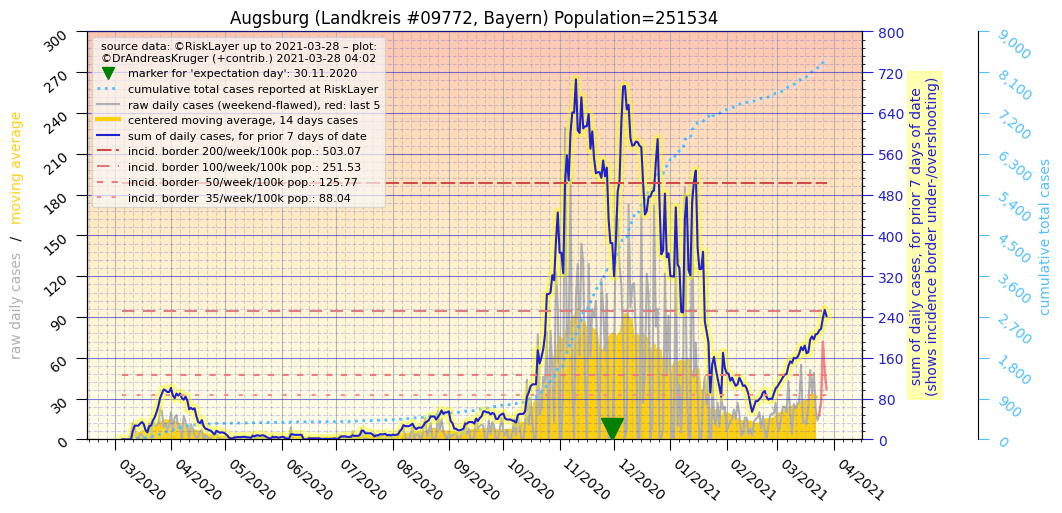 Augsburg (Landkreis #09772, Bayern) Population=251534
source data: ©RiskLayer up to 2021-03-28 – plot:
©DrAndreasKruger (+contrib.) 2021-03-28 04:02
marker for 'expectation day': 30.11.2020
cumulative total cases reported at RiskLayer
raw daily cases (weekend-flawed), red: last 5
centered moving average, 14 days cases
sum of daily cases, for prior 7 days of date
incid. border 200/week/100k pop.: 503.07
incid. border 100/week/100k pop.: 251.53
incid. border  50/week/100k pop.: 125.77
incid. border  35/week/100k pop.: 88.04
raw daily cases / moving average
300
270
240
210
180
150
120
90
60
30
0
03/2020
04/2020
05/2020
06/2020
07/2020
08/2020
09/2020
10/2020
11/2020
12/2020
01/2021
02/2021
03/2021
04/2021
800
720
640
560
480
400
320
240
160
80
0
sum of daily cases, for prior 7 days of date
(shows incidence border under-/overshooting)
9,000
8,100
7,200
6,300
5,400
4,500
3,600
2,700
1,800
900
0
cumulative total cases